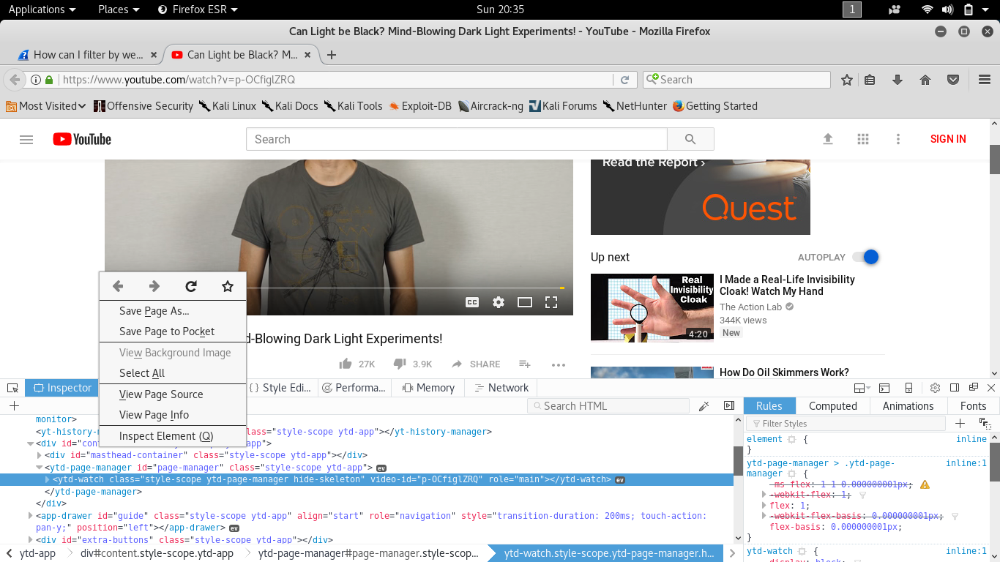 Applications Places Firefox ESR Sun 20:35 1
Can Light be Black? Mind-Blowing Dark Light Experiments! - YouTube - Mozilla Firefox
How can I filter by we... Can Light be Black? M...
https://www.youtube.com/watch?v=p-OCfiglZRQ Search
Most Visited Offensive Security Kali Linux Kali Docs Kali Tools Exploit-DB Aircrack-ng Kali Forums NetHunter Getting Started
YouTube Search SIGN IN
Read the Report ›
Quest
Up next AUTOPLAY
Real Invisibility Cloak
4:20
I Made a Real-Life Invisibility
Cloak! Watch My Hand
The Action Lab
344K views
New
How Do Oil Skimmers Work?
CC
d-Blowing Dark Light Experiments!
27K 3.9K SHARE
Save Page As...
Save Page to Pocket
View Background Image
Select All
View Page Source
View Page Info
Inspect Element (Q)
Inspector { } Style Edi... Performa... Memory Network
+ Search HTML Rules Computed Animations Fonts
Filter Styles
monitor>
<yt-history-m lass="style-scope ytd-app"></yt-history-manager>
<div id="con ytd-app">
<div id="masthead-container" class="style-scope ytd-app"></div>
<ytd-page-manager id="page-manager" class="style-scope ytd-app"> ev
<ytd-watch class="style-scope ytd-page-manager hide-skeleton" video-id="p-OCfiglZRQ" role="main"></ytd-watch> ev
</ytd-page-manager>
</div>
<app-drawer id="guide" class="style-scope ytd-app" align="start" role="navigation" style="transition-duration: 200ms; touch-action:
pan-y;" position="left"></app-drawer> ev
<div id="extra-buttons" class="style-scope ytd-app"></div>
element { inline
}
ytd-page-manager > .ytd-page- inline:1
manager {
-ms-flex: 1 1 0.000000001px;
-webkit-flex: 1;
flex: 1;
-webkit-flex-basis: 0.000000001px;
flex-basis: 0.000000001px;
}
ytd-watch { inline:1
display: block;
ytd-app div#content.style-scope.ytd-app ytd-page-manager#page-manager.style-scop... ytd-watch.style-scope.ytd-page-manager.h...